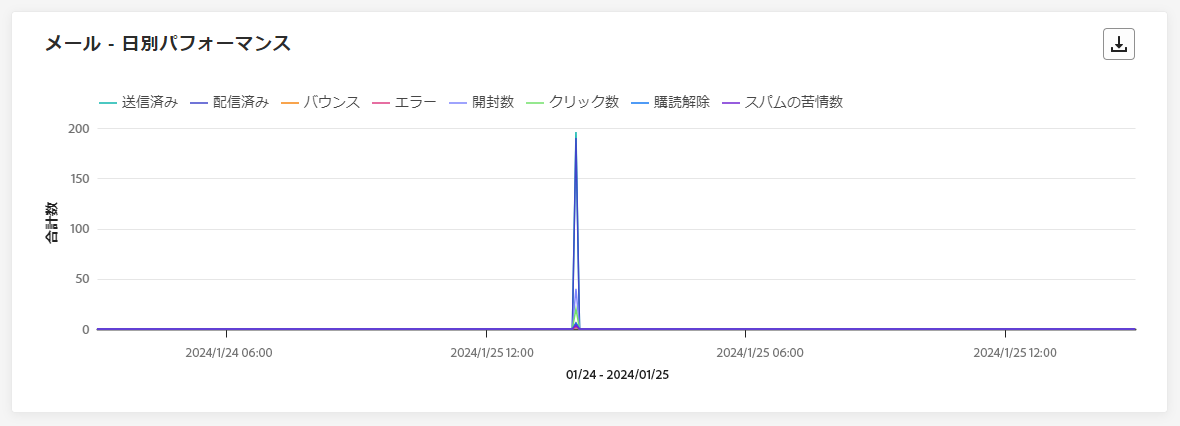 メール - 日別パフォーマンス
送信済み 配信済み バウンス エラー 開封数 クリック数 購読解除 スパムの苦情数
200
150
100
50
0
合計数
2024/1/24 06:00 2024/1/25 12:00 2024/1/25 06:00 2024/1/25 12:00
01/24 - 2024/01/25